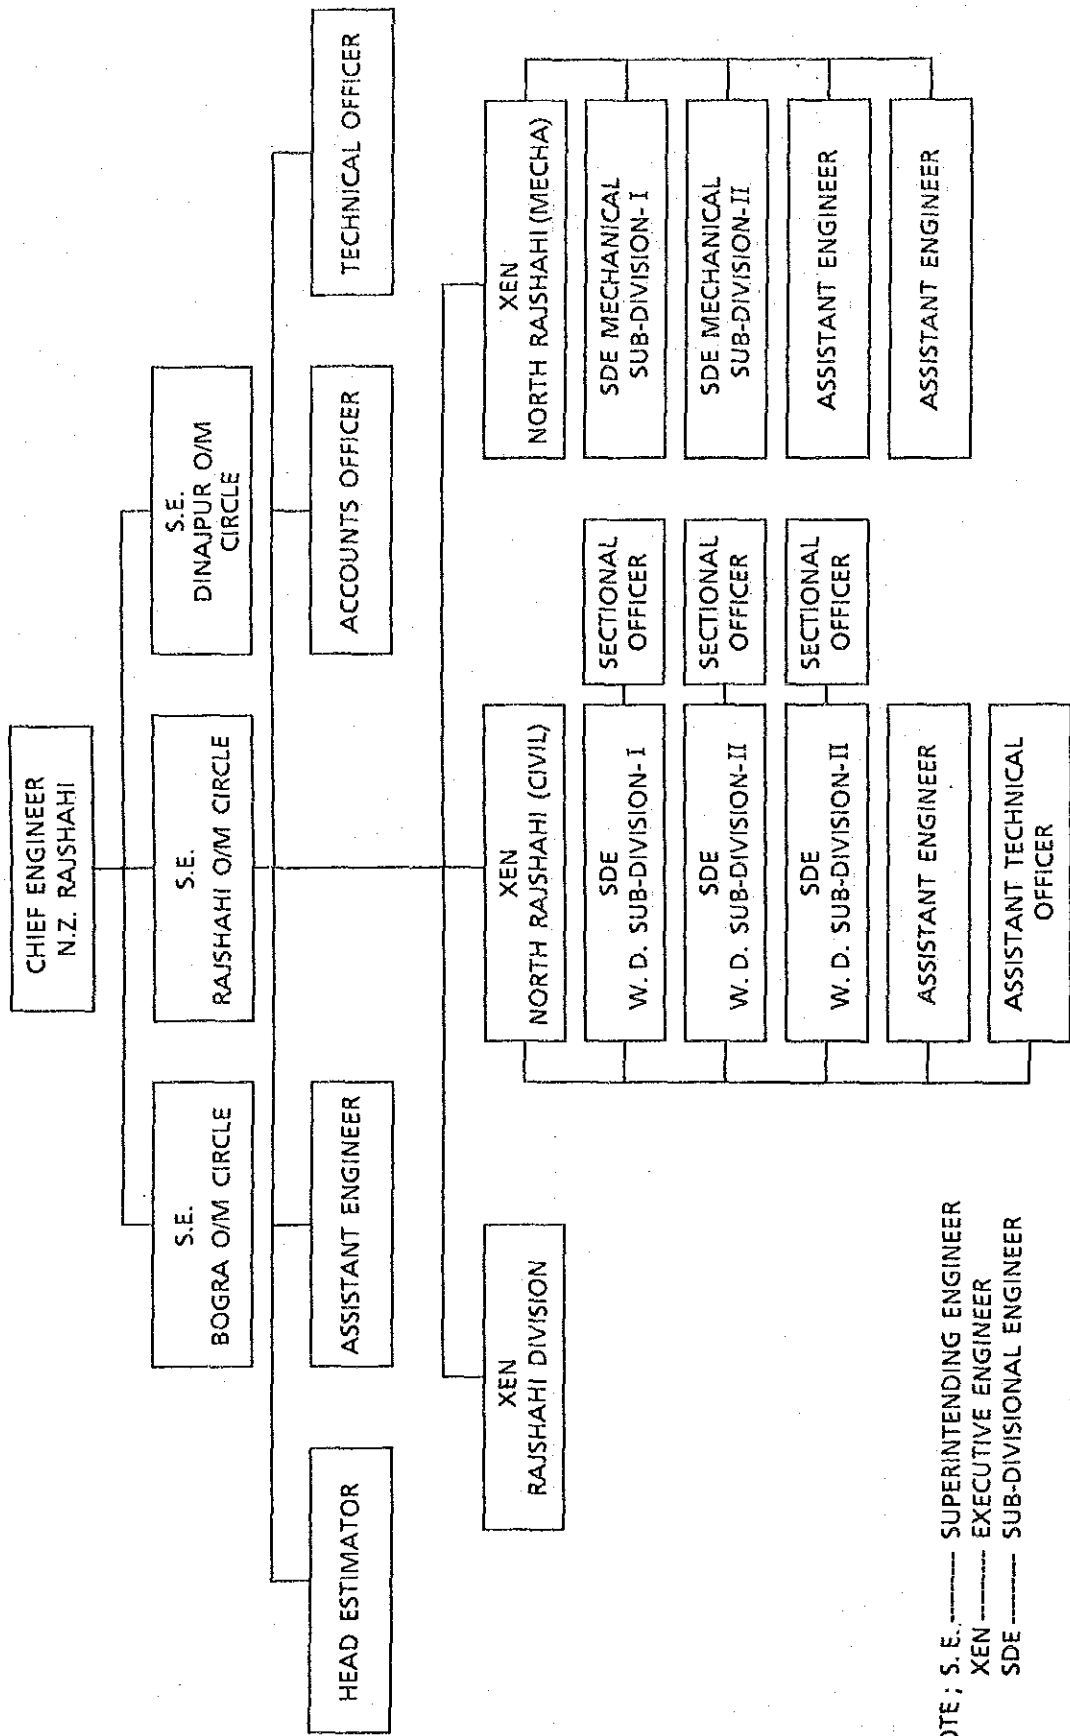 CHIEF ENGINEER
N.Z. RAJSHAHI
S.E.
BOGRA O/M CIRCLE
S.E.
RAJSHAHI O/M CIRCLE
S.E.
DINAJPUR O/M
CIRCLE
HEAD ESTIMATOR
ASSISTANT ENGINEER
ACCOUNTS OFFICER
TECHNICAL OFFICER
XEN
RAJSHAHI DIVISION
XEN
NORTH RAJSHAHI (CIVIL)
SDE
W. D. SUB-DIVISION-I
SECTIONAL
OFFICER
SDE
W. D. SUB-DIVISION-II
SECTIONAL
OFFICER
SDE
W. D. SUB-DIVISION-II
SECTIONAL
OFFICER
ASSISTANT ENGINEER
ASSISTANT TECHNICAL
OFFICER
XEN
NORTH RAJSHAHI (MECHA)
SDE MECHANICAL
SUB-DIVISION-I
SDE MECHANICAL
SUB-DIVISION-II
ASSISTANT ENGINEER
ASSISTANT ENGINEER
OTE ; S. E. -------- SUPERINTENDING ENGINEER
XEN -------- EXECUTIVE ENGINEER
SDE -------- SUB-DIVISIONAL ENGINEER